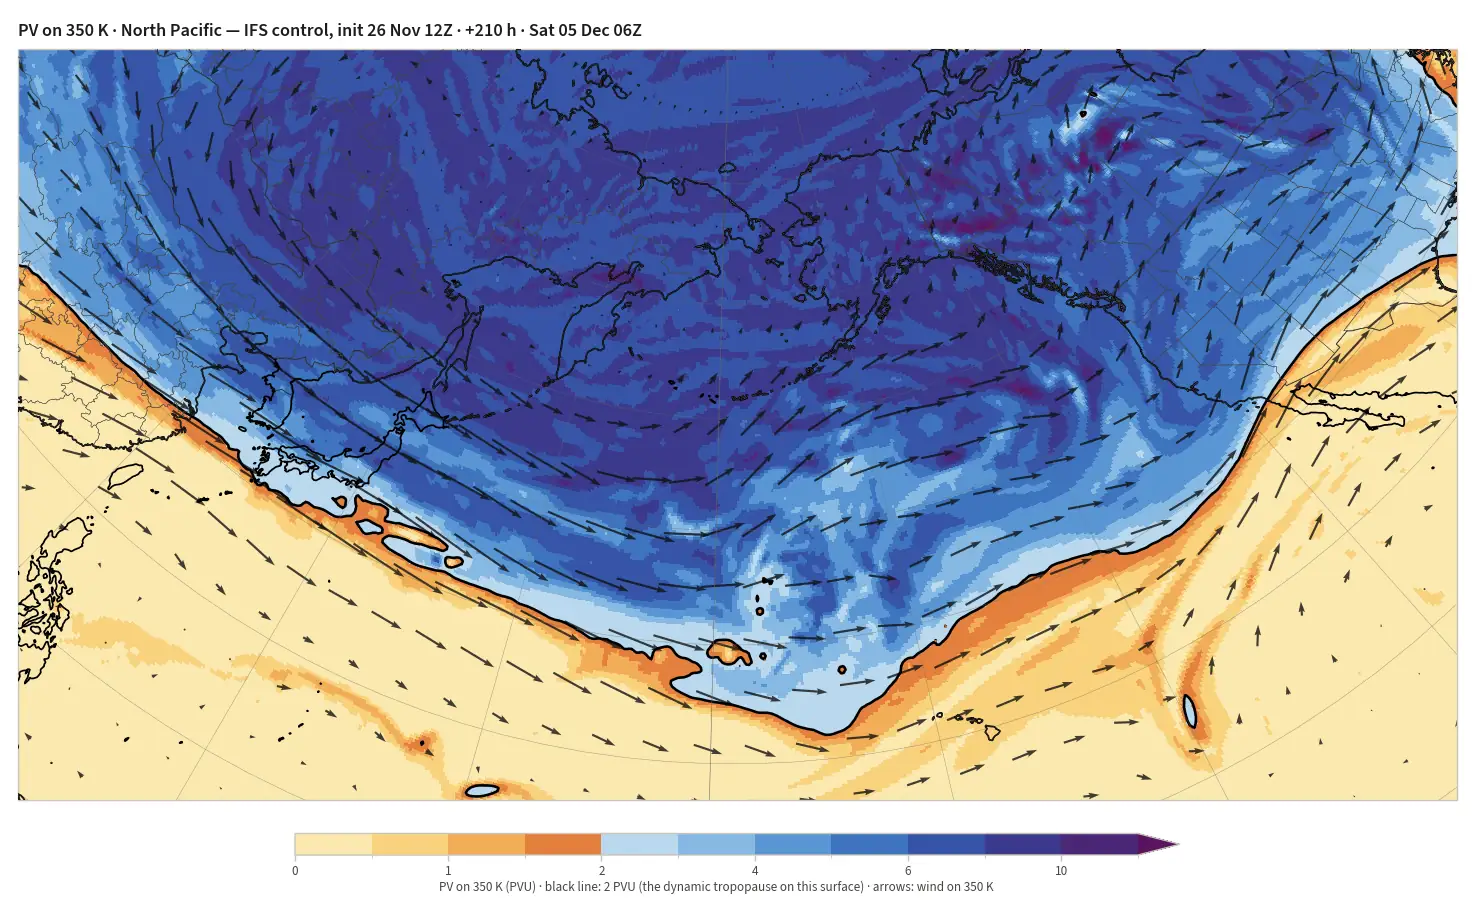 PV on 350 K · North Pacific — IFS control, init 26 Nov 12Z · +210 h · Sat 05 Dec 06Z
0 1 2 4 6 10
PV on 350 K (PVU) · black line: 2 PVU (the dynamic tropopause on this surface) · arrows: wind on 350 K